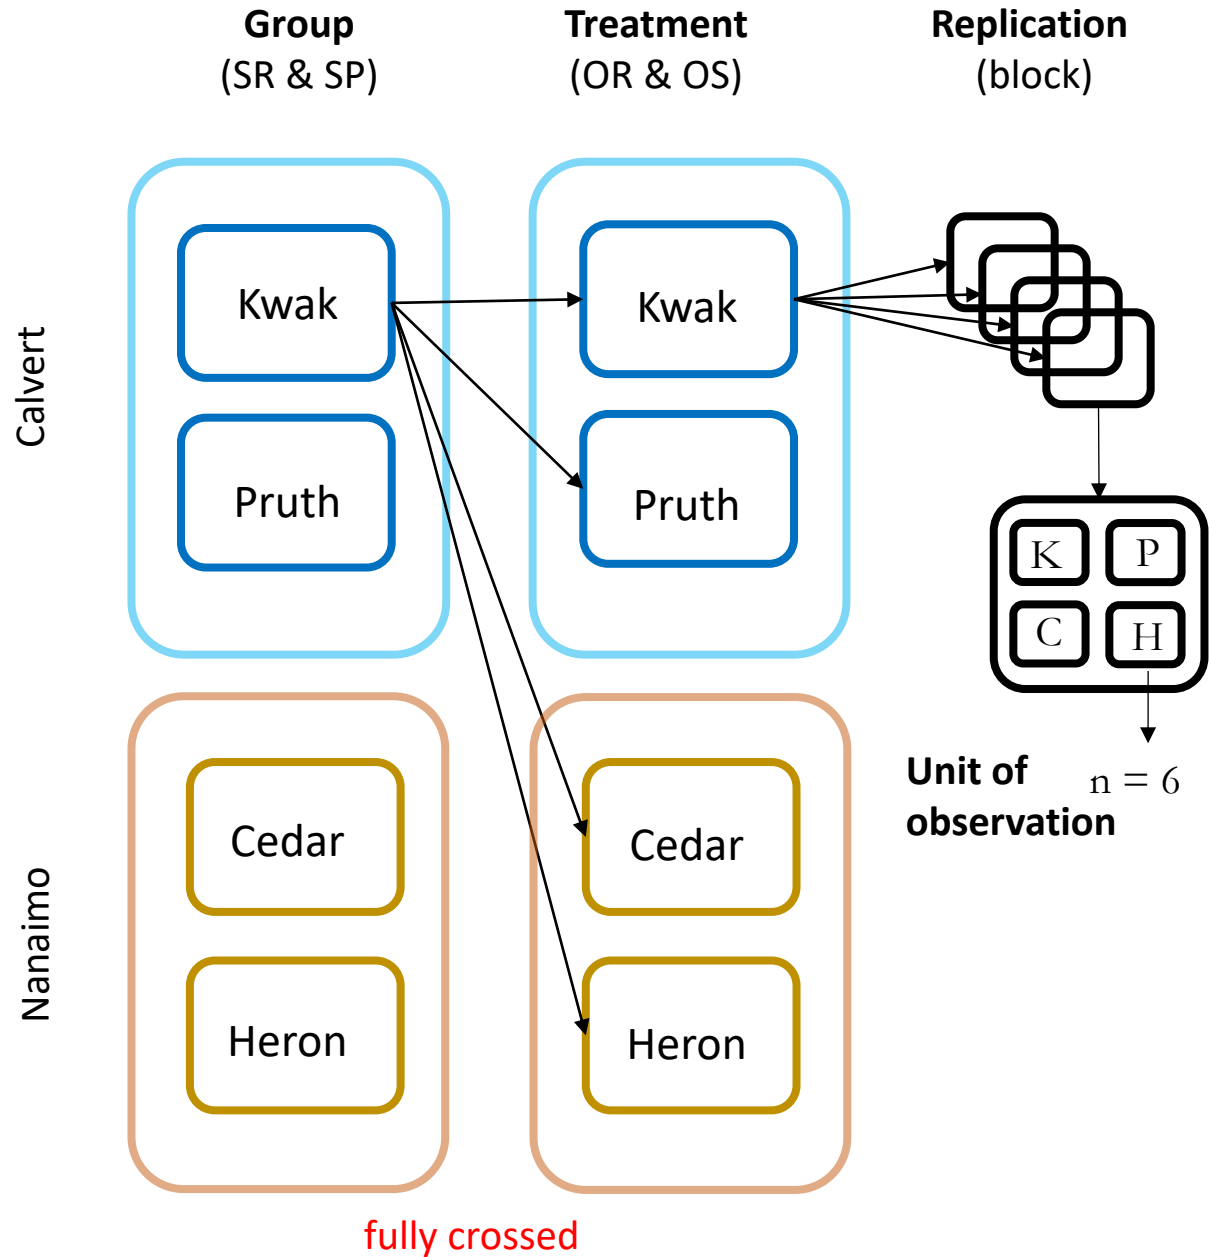 Group
(SR & SP)
Treatment
(OR & OS)
Replication
(block)
Calvert
Kwak
Pruth
Kwak
Pruth
K
P
C
H
Unit of
observation
n = 6
Nanaimo
Cedar
Heron
Cedar
Heron
fully crossed